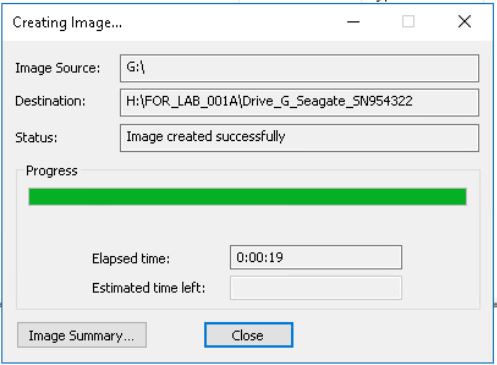 Creating Image...
Image Source: G:\
Destination: H:\FOR_LAB_001A\Drive_G_Seagate_SN954322
Status: Image created successfully
Progress
Elapsed time: 0:00:19
Estimated time left:
Image Summary... Close